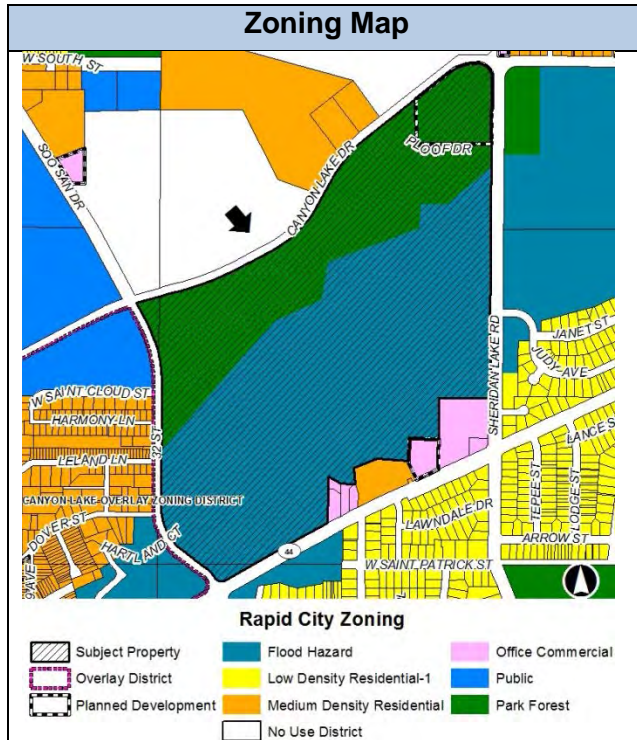 Zoning Map
W SOUTH ST
SOO SAN DR
CANYON LAKE DR
PLOOF DR
SHERIDAN LAKE RD
JANET ST
JUDY AVE
W SAINT CLOUD ST
HARMONY LN
LELAND LN
32 ST
LANCE S
CANYON LAKE OVERLAY ZONING DISTRICT
DOVER ST
HARTLAND CT
LAWNDALE DR
TEPEE ST
LODGE ST
44
ARROW ST
W SAINT PATRICK ST
9 AVE
Rapid City Zoning
Subject Property
Flood Hazard
Office Commercial
Overlay District
Low Density Residential-1
Public
Planned Development
Medium Density Residential
Park Forest
No Use District